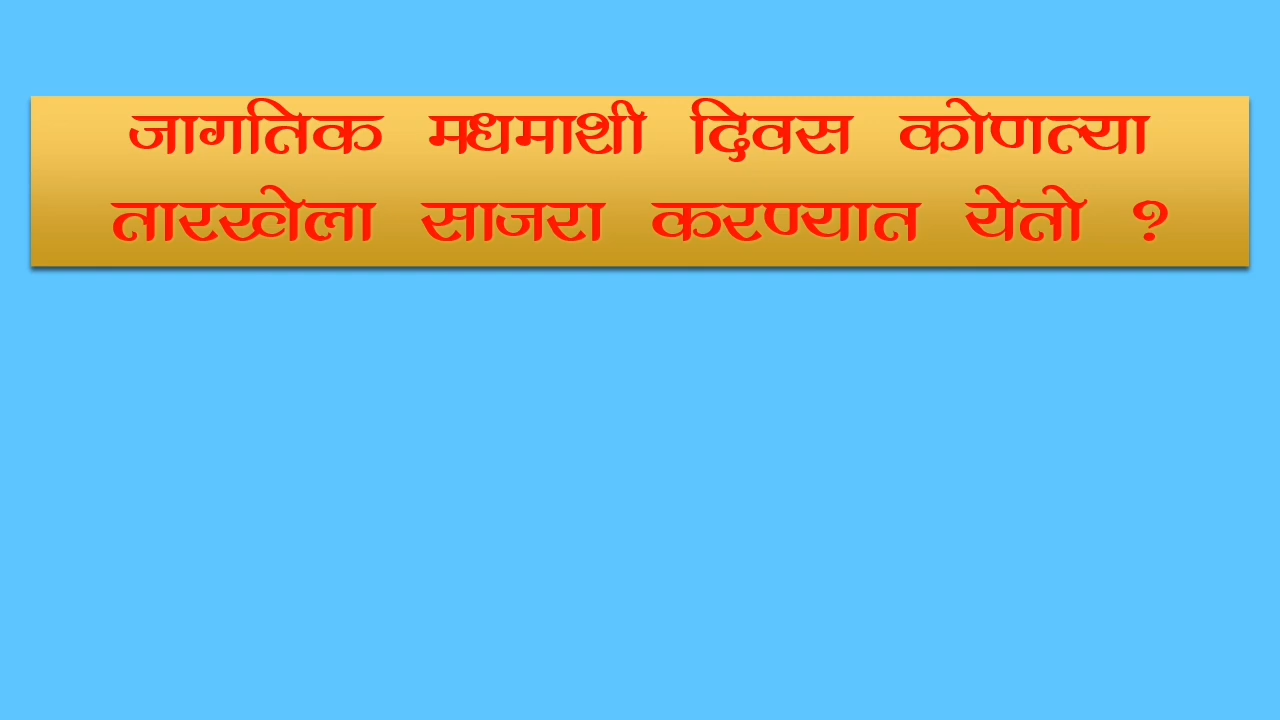 जागतिक मधमाशी दिवस कोणत्या
तारखेला साजरा करण्यात येतो ?